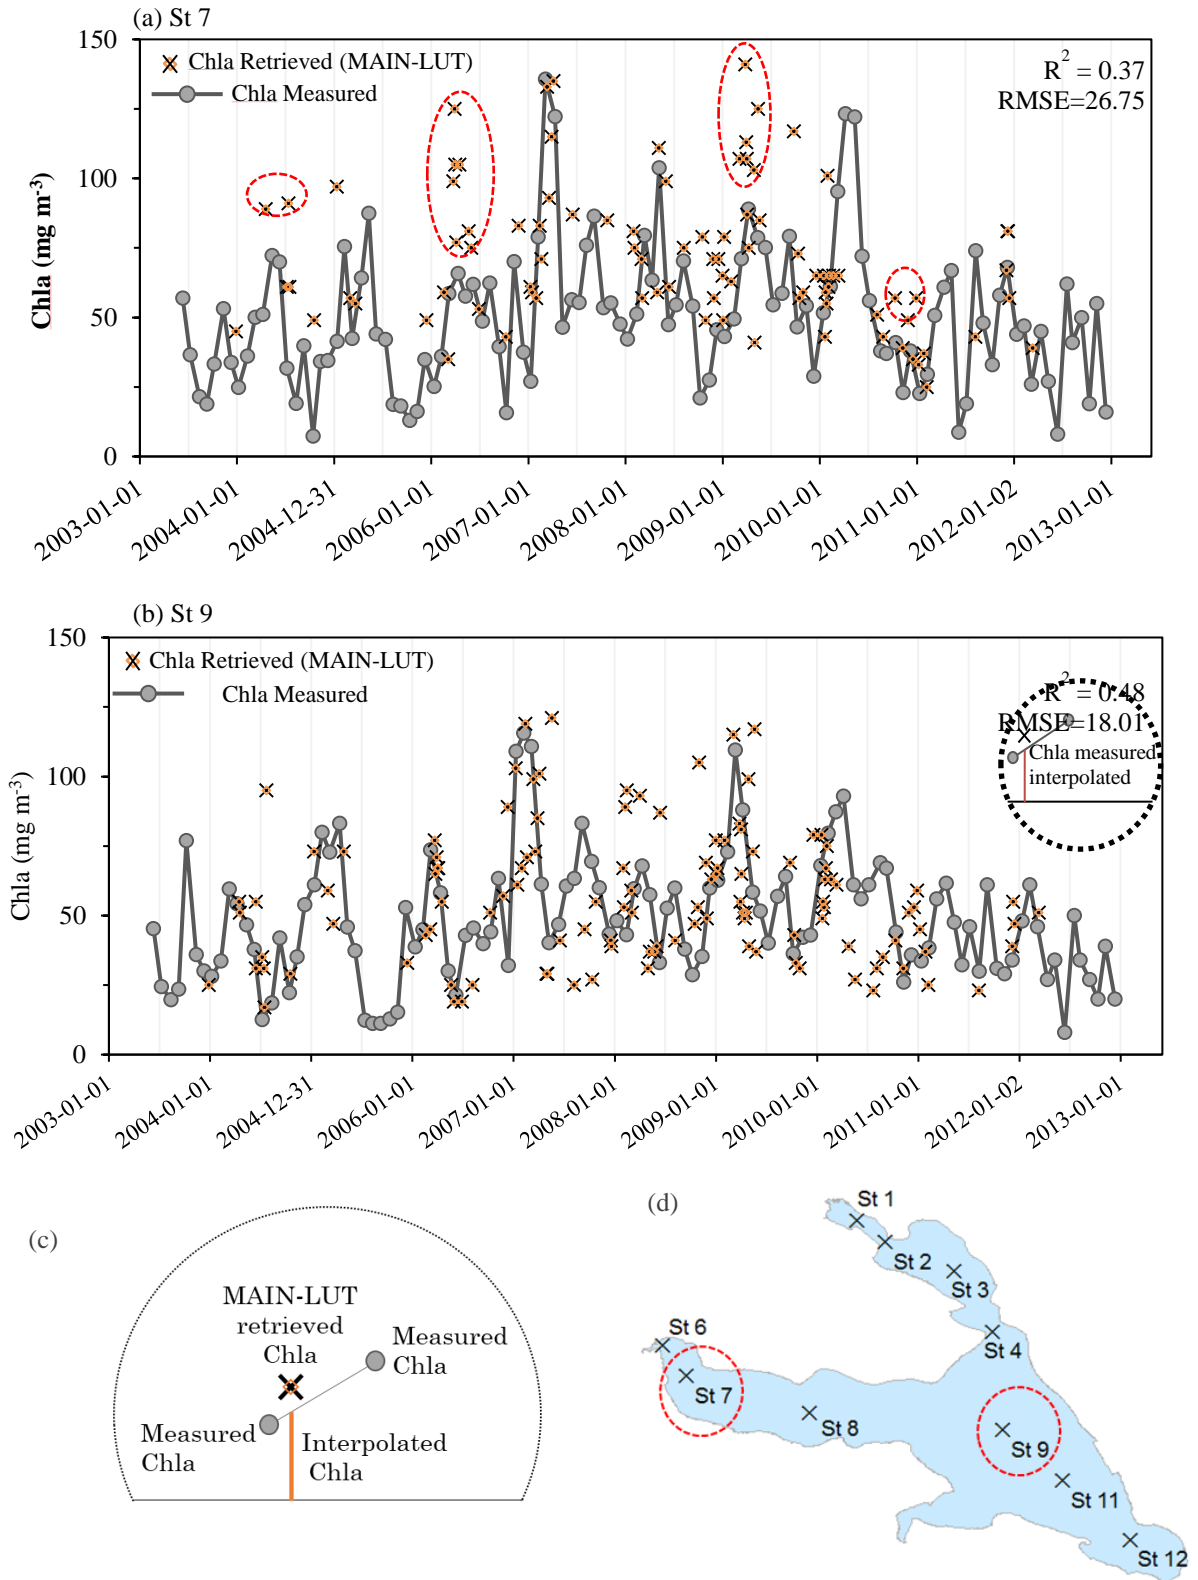 (a) St 7
150
100
50
0
Chla (mg m-3)
Chla Retrieved (MAIN-LUT)
Chla Measured
R2 = 0.37
RMSE=26.75
2003-01-01
2004-01-01
2004-12-31
2006-01-01
2007-01-01
2008-01-01
2009-01-01
2010-01-01
2011-01-01
2012-01-02
2013-01-01
(b) St 9
150
100
50
0
Chla (mg m-3)
Chla Retrieved (MAIN-LUT)
Chla Measured
R2 = 0.48
RMSE=18.01
Chla measured
interpolated
2003-01-01
2004-01-01
2004-12-31
2006-01-01
2007-01-01
2008-01-01
2009-01-01
2010-01-01
2011-01-01
2012-01-02
2013-01-01
(c)
MAIN-LUT
retrieved
Chla
Measured
Chla
Measured
Chla
Interpolated
Chla
(d)
St 1
St 2
St 3
St 4
St 6
St 7
St 8
St 9
St 11
St 12